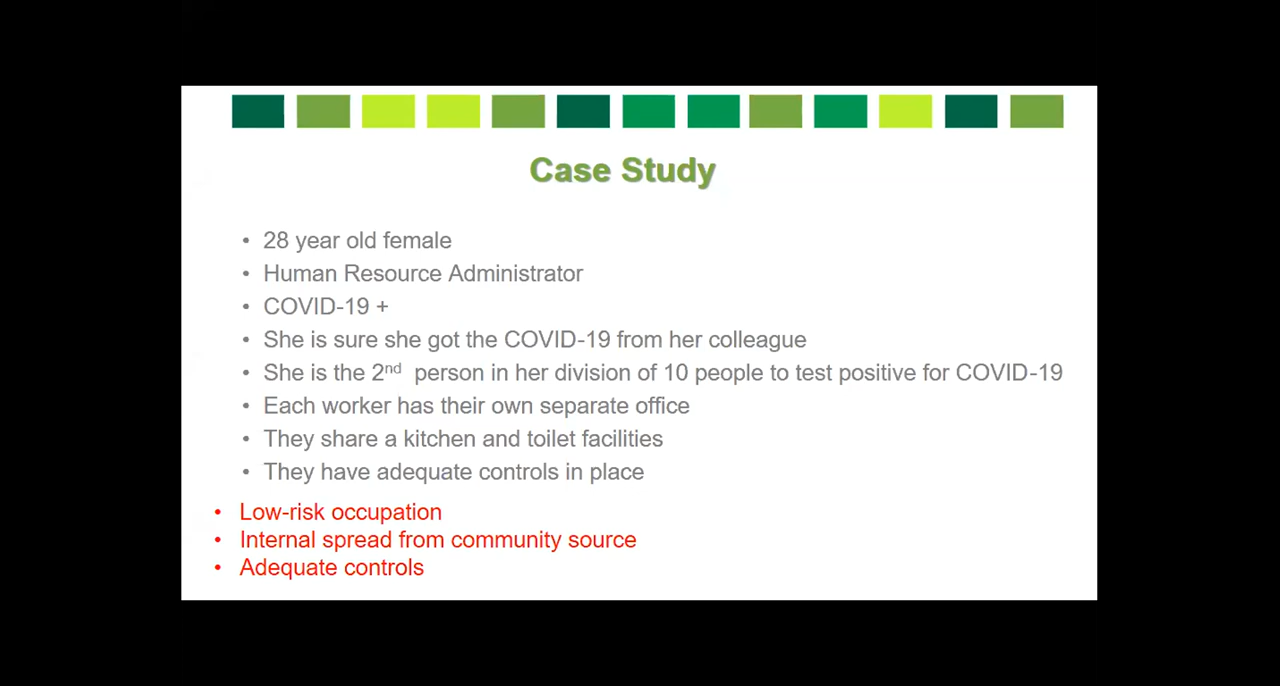 Case Study
• 28 year old female
• Human Resource Administrator
• COVID-19 +
• She is sure she got the COVID-19 from her colleague
• She is the 2nd person in her division of 10 people to test positive for COVID-19
• Each worker has their own separate office
• They share a kitchen and toilet facilities
• They have adequate controls in place
• Low-risk occupation
• Internal spread from community source
• Adequate controls